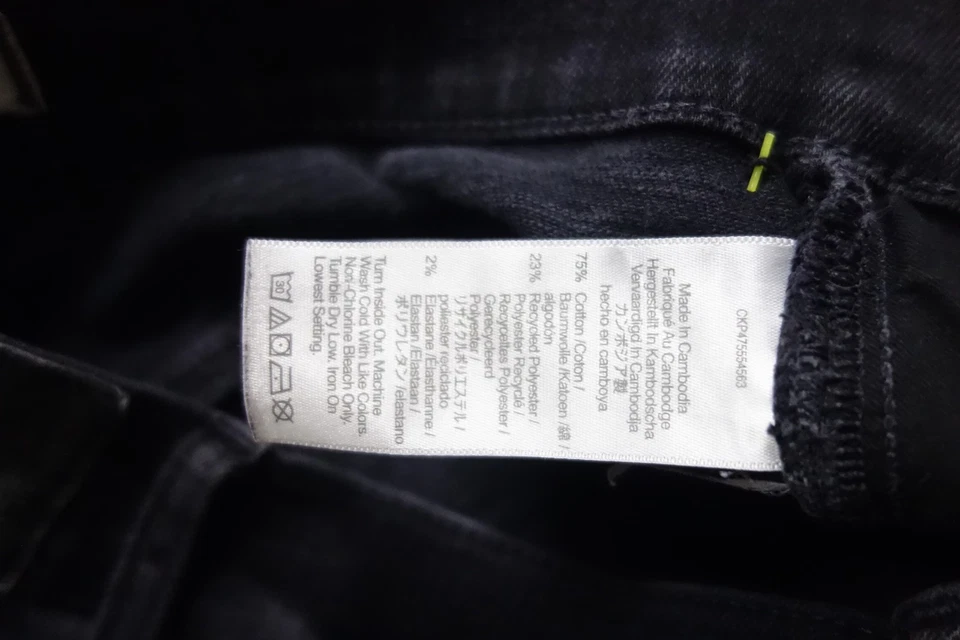 CKP47554563
Made In Cambodia
Fabriqué Au Cambodge
Hergestellt In Kambodscha
Vervaardigd In Cambodja
カンボジア製
hecho en camboya
75% Cotton /Coton /
Baumwolle /Katoen /綿 /
algodon
23% Recycled Polyester /
Polyester Recyclé /
Recyceltes Polyester /
Gerecycleerd
Polyester /
リサイクルポリエステル /
poliester reciclado
2% Elastane /Élasthanne /
Elastan /Elastaan /
ポリウレタン /elastano
Turn Inside Out. Machine
Wash Cold With Like Colors.
Non-Chlorine Bleach Only.
Tumble Dry Low. Iron On
Lowest Setting.
30